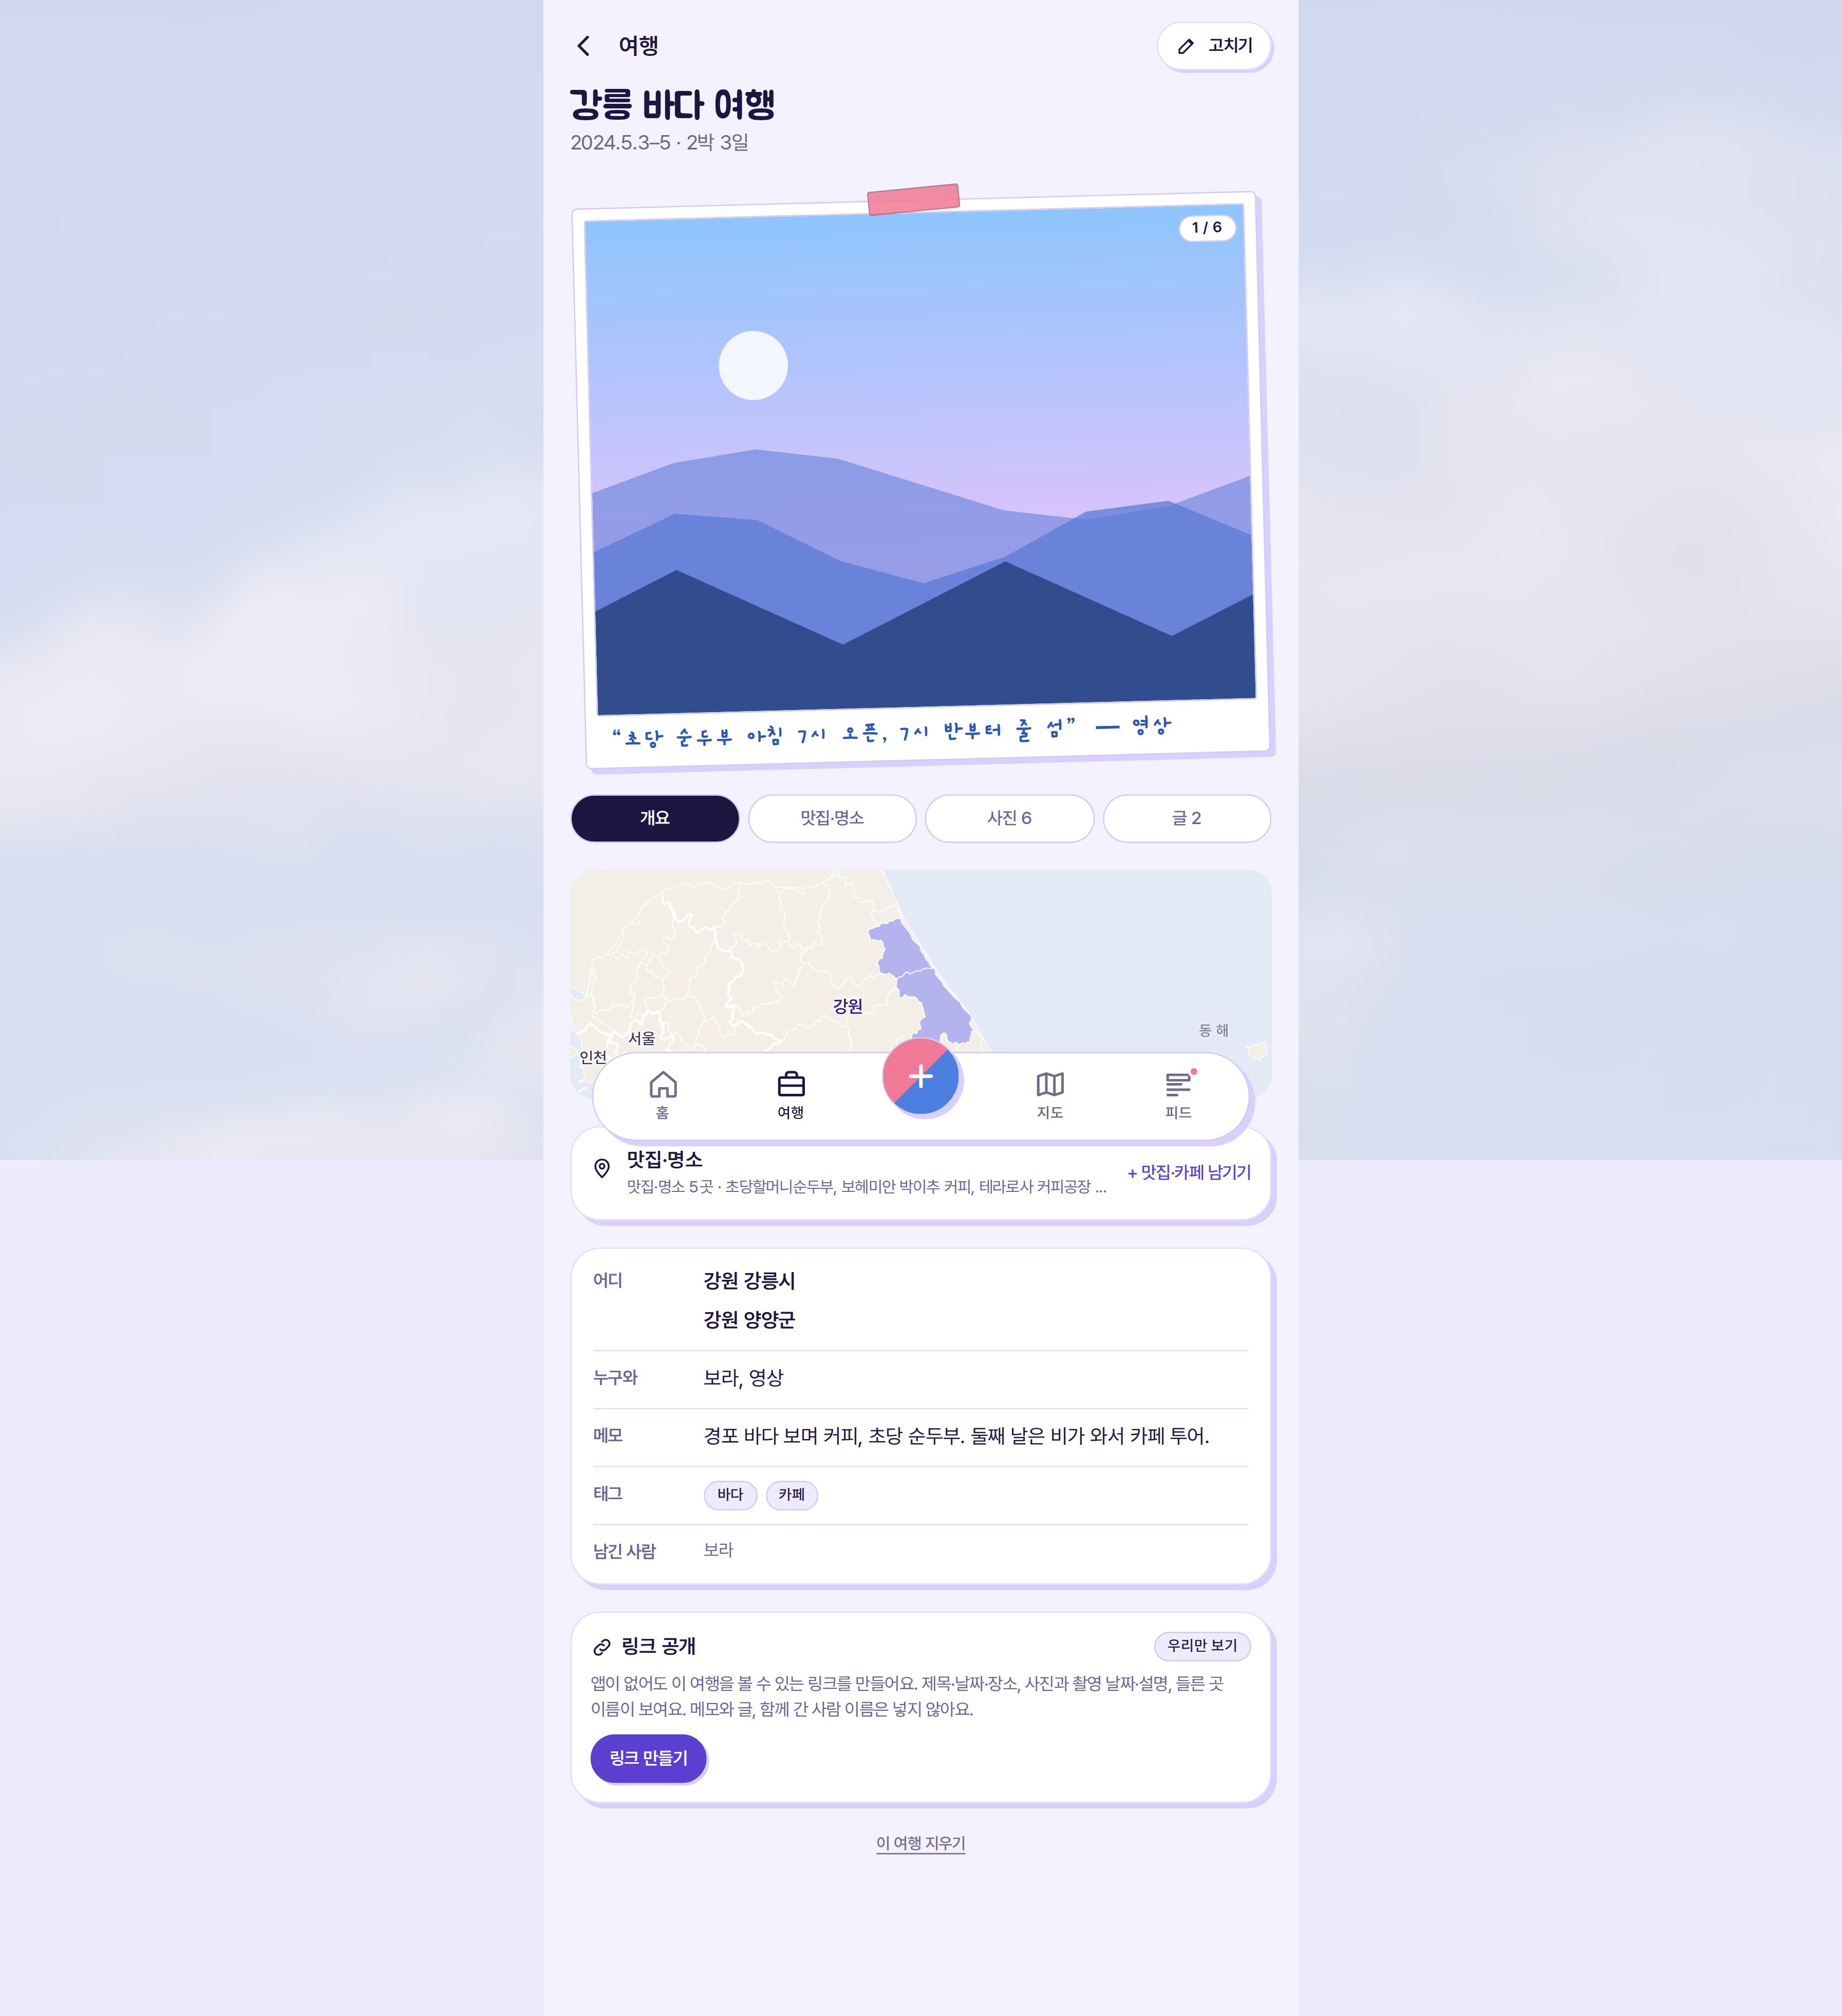 여행
고치기
강릉 바다 여행
2024.5.3–5 · 2박 3일
1 / 6
“초당 순두부 아침 7시 오픈, 7시 반부터 줄 섬” — 영상
개요
맛집·명소
사진 6
글 2
강원
동 해
서울
인천
홈
여행
지도
피드
맛집·명소
맛집·명소 5곳 · 초당할머니순두부, 보헤미안 박이추 커피, 테라로사 커피공장 ...
+ 맛집·카페 남기기
어디
강원 강릉시
강원 양양군
누구와
보라, 영상
메모
경포 바다 보며 커피, 초당 순두부. 둘째 날은 비가 와서 카페 투어.
태그
바다
카페
남긴 사람
보라
링크 공개
우리만 보기
앱이 없어도 이 여행을 볼 수 있는 링크를 만들어요. 제목·날짜·장소, 사진과 촬영 날짜·설명, 들른 곳
이름이 보여요. 메모와 글, 함께 간 사람 이름은 넣지 않아요.
링크 만들기
이 여행 지우기